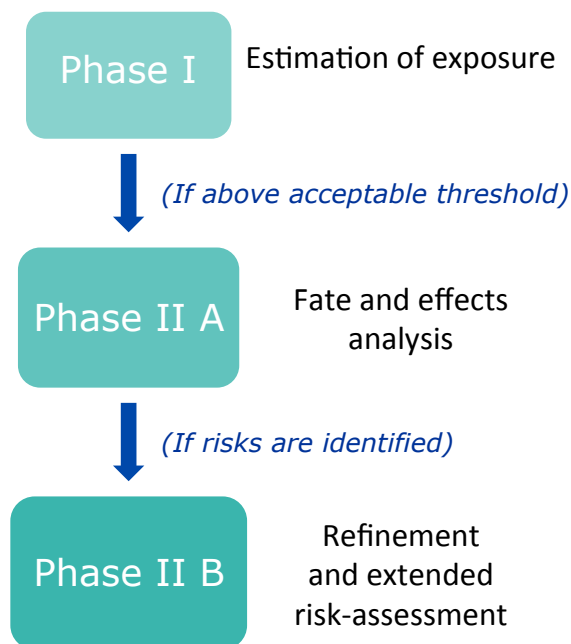 Phase I
Estimation of exposure
(If above acceptable threshold)
Phase II A
Fate and effects
analysis
(If risks are identified)
Phase II B
Refinement
and extended
risk-assessment